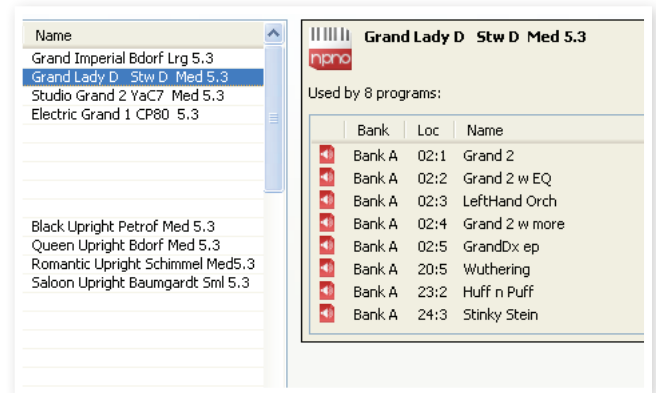 Name
Grand Imperial Bdorf Lrg 5.3
Grand Lady D Stw D Med 5.3
Studio Grand 2 YaC7 Med 5.3
Electric Grand 1 CP80 5.3
Black Upright Petrof Med 5.3
Queen Upright Bdorf Med 5.3
Romantic Upright Schimmel Med5.3
Saloon Upright Baumgardt Sml 5.3
npno
Grand Lady D Stw D Med 5.3
Used by 8 programs:
Bank Loc Name
Bank A 02:1 Grand 2
Bank A 02:2 Grand 2 w EQ
Bank A 02:3 LeftHand Orch
Bank A 02:4 Grand 2 w more
Bank A 02:5 GrandDx ep
Bank A 20:5 Wuthering
Bank A 23:2 Huff n Puff
Bank A 24:3 Stinky Stein